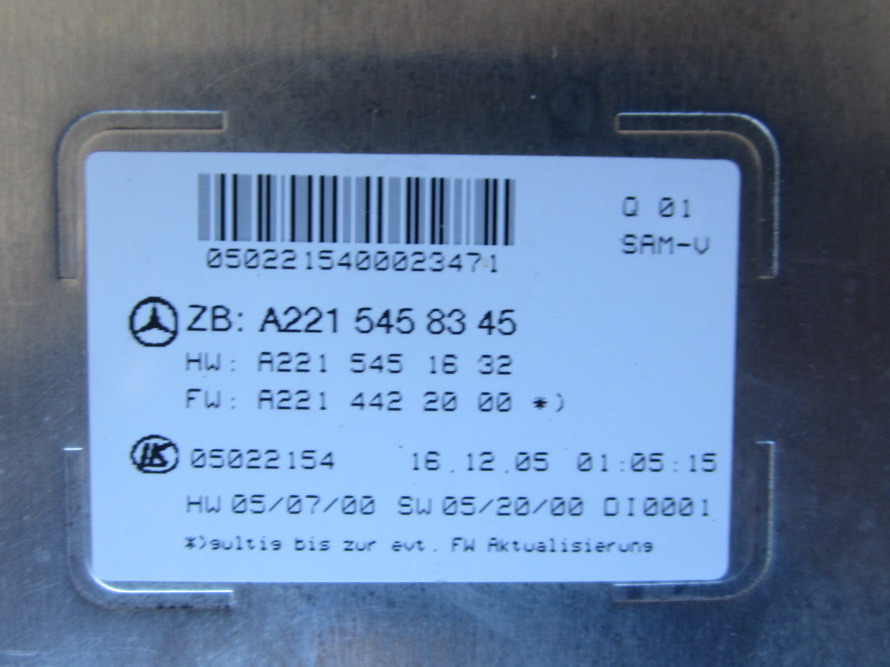 Q 01
SAM-V
0502215400023471
ZB: A221 545 83 45
HW: A221 545 16 32
FW: A221 442 20 00 *)
05022154 16.12.05 01:05:15
HW 05/07/00 SW 05/20/00 DI0001
*)gultig bis zur evt. FW Aktualisierung